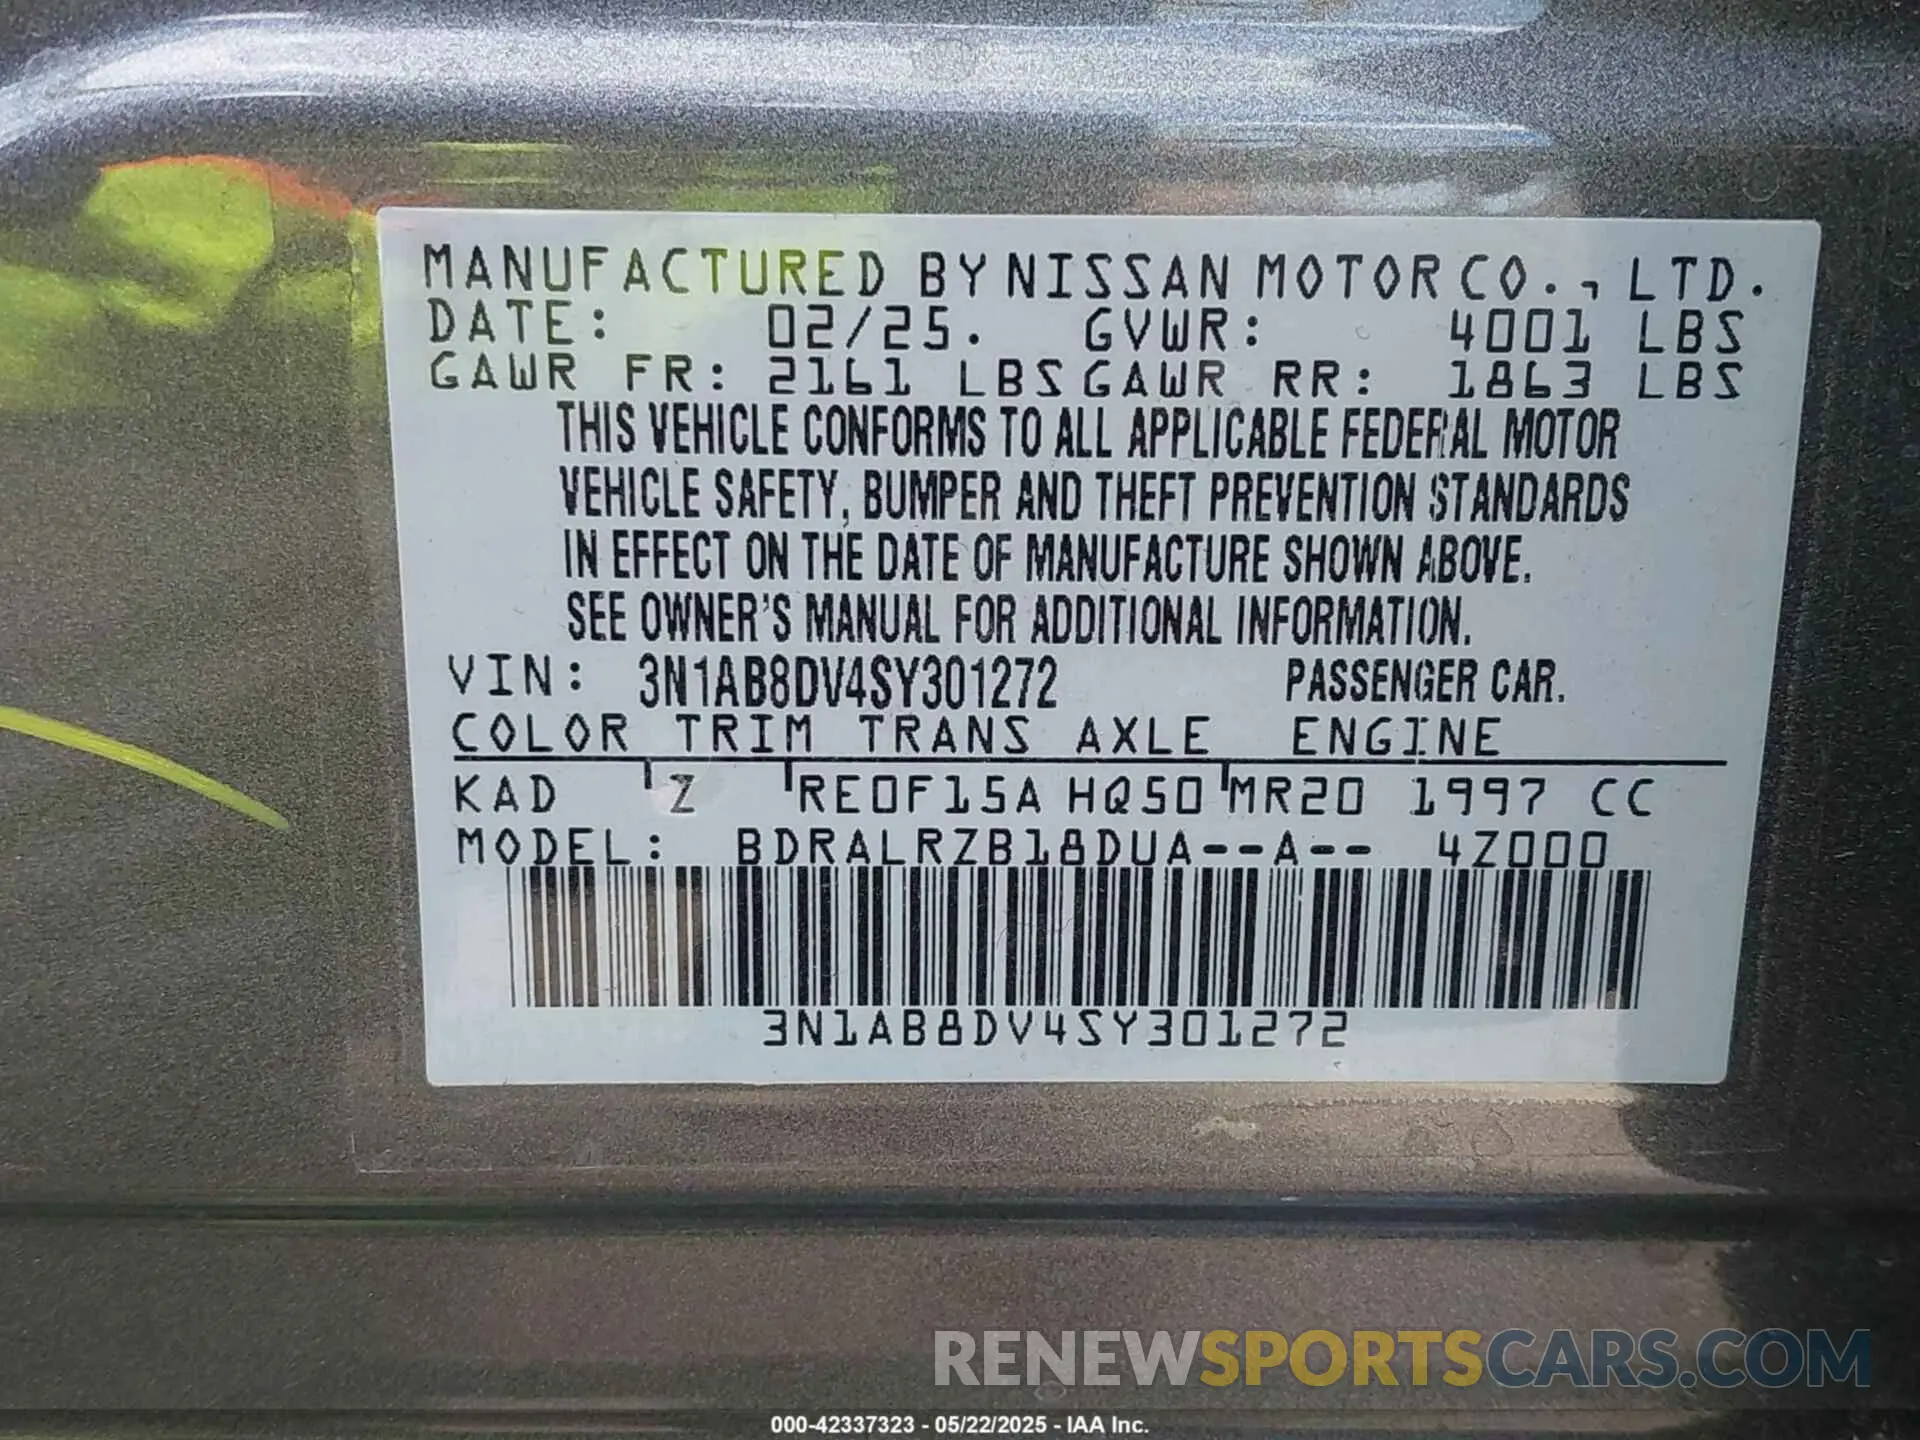 MANUFACTURED BY NISSAN MOTOR CO., LTD.
DATE: 02/25. GVWR: 4001 LBS
GAWR FR: 2161 LBS GAWR RR: 1863 LBS
THIS VEHICLE CONFORMS TO ALL APPLICABLE FEDERAL MOTOR
VEHICLE SAFETY, BUMPER AND THEFT PREVENTION STANDARDS
IN EFFECT ON THE DATE OF MANUFACTURE SHOWN ABOVE.
SEE OWNER'S MANUAL FOR ADDITIONAL INFORMATION.
VIN: 3N1AB8DV4SY301272 PASSENGER CAR.
COLOR TRIM TRANS AXLE ENGINE
KAD Z RE0F15A HQ50 MR20 1997 CC
MODEL: BDRALRZB18DUA--A-- 4Z000
3N1AB8DV4SY301272
RENEWSPORTSCARS.COM
000-42337323 - 05/22/2025 - IAA Inc.